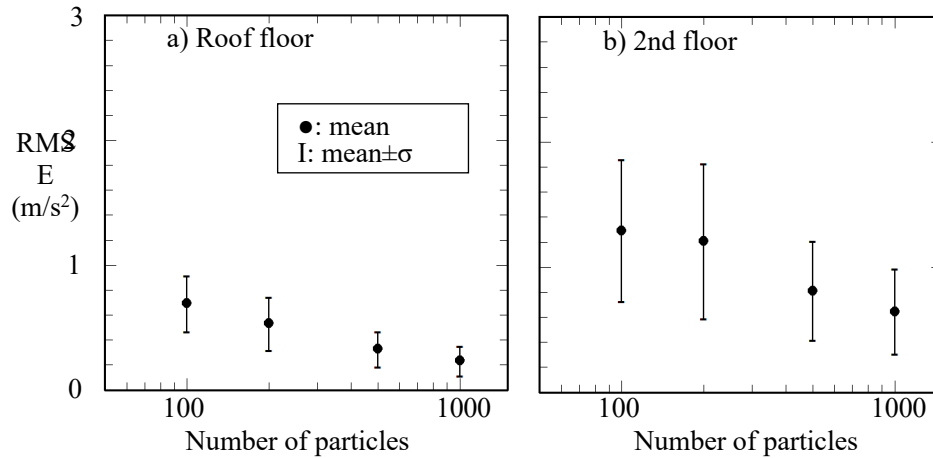 3
a) Roof floor
b) 2nd floor
●: mean
I: mean±σ
2
RMS
E
(m/s²)
1
0
100
1000
100
1000
Number of particles
Number of particles